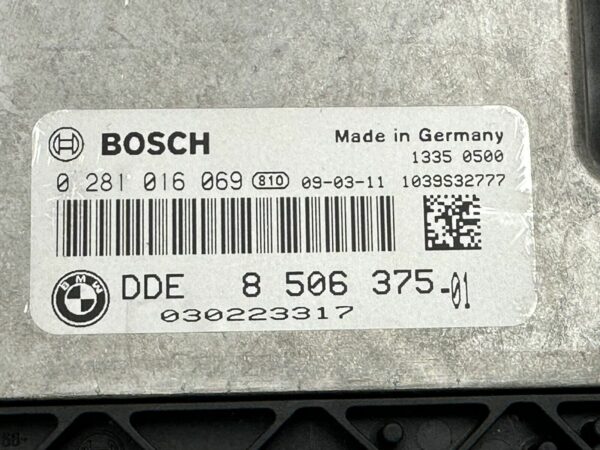 BOSCH Made in Germany
1335 0500
0 281 016 069 810 09-03-11 1039S32777
BMW DDE 8 506 375-01
030223317